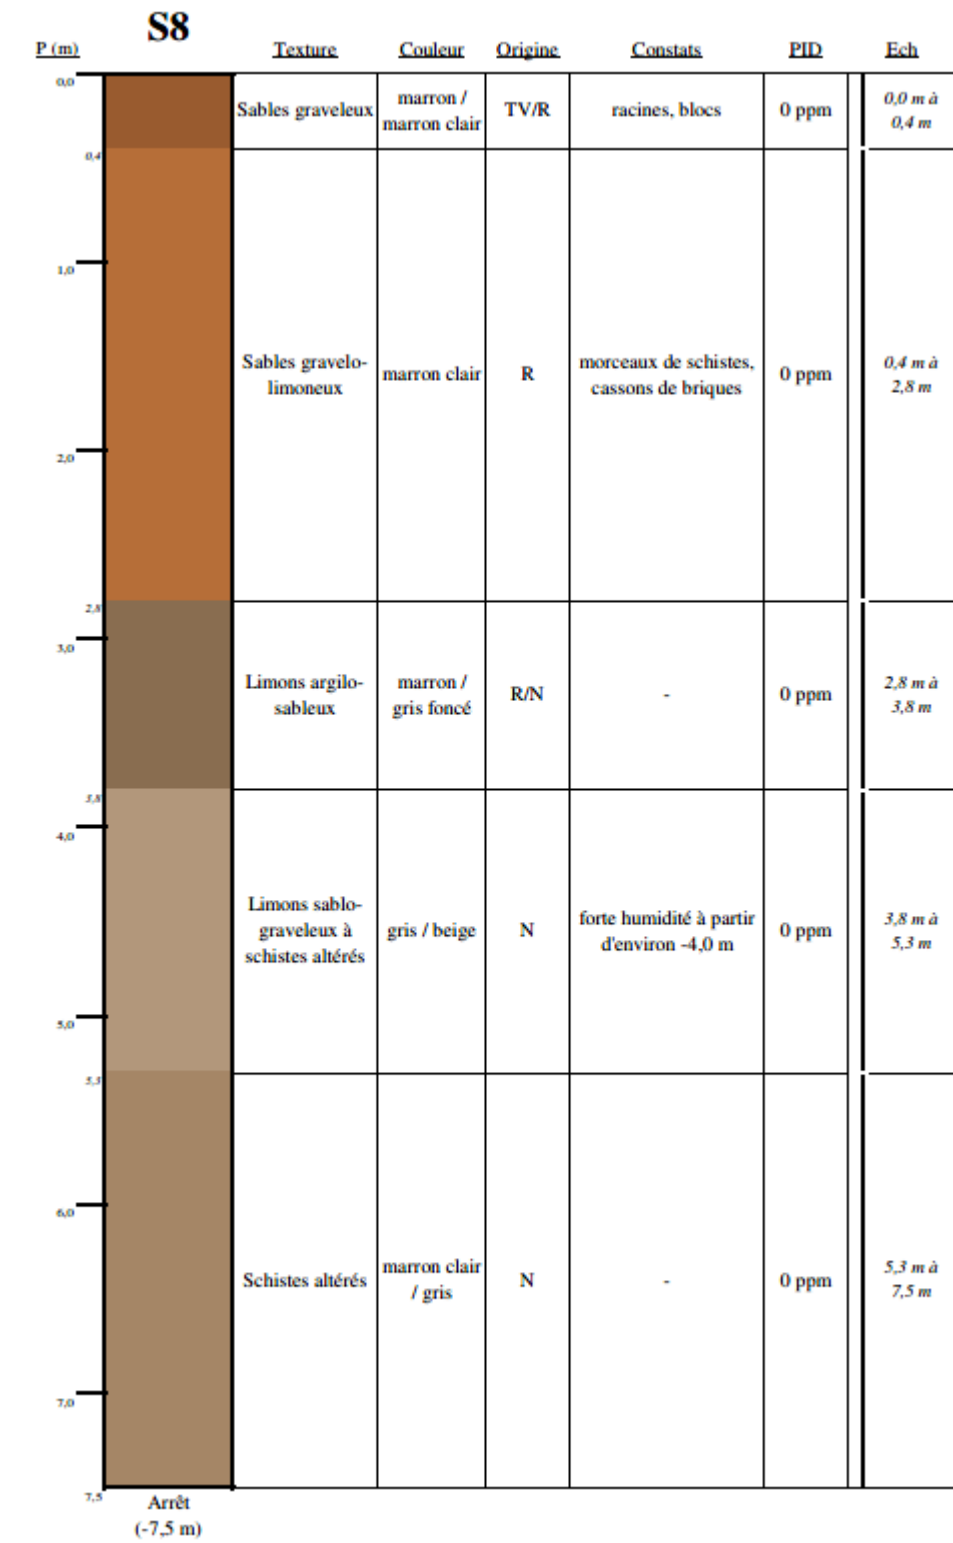 S8
P (m) Texture Couleur Origine Constats PID Ech
0,0
Sables graveleux
marron /
marron clair
TV/R
racines, blocs
0 ppm
0,0 m à
0,4 m
0,4
1,0
Sables gravelo-
limoneux
marron clair
R
morceaux de schistes,
cassons de briques
0 ppm
0,4 m à
2,8 m
2,0
2,8
3,0
Limons argilo-
sableux
marron /
gris foncé
R/N
-
0 ppm
2,8 m à
3,8 m
3,8
4,0
Limons sablo-
graveleux à
schistes altérés
gris / beige
N
forte humidité à partir
d'environ -4,0 m
0 ppm
3,8 m à
5,3 m
5,0
5,3
6,0
Schistes altérés
marron clair
/ gris
N
-
0 ppm
5,3 m à
7,5 m
7,0
7,5
Arrêt
(-7,5 m)